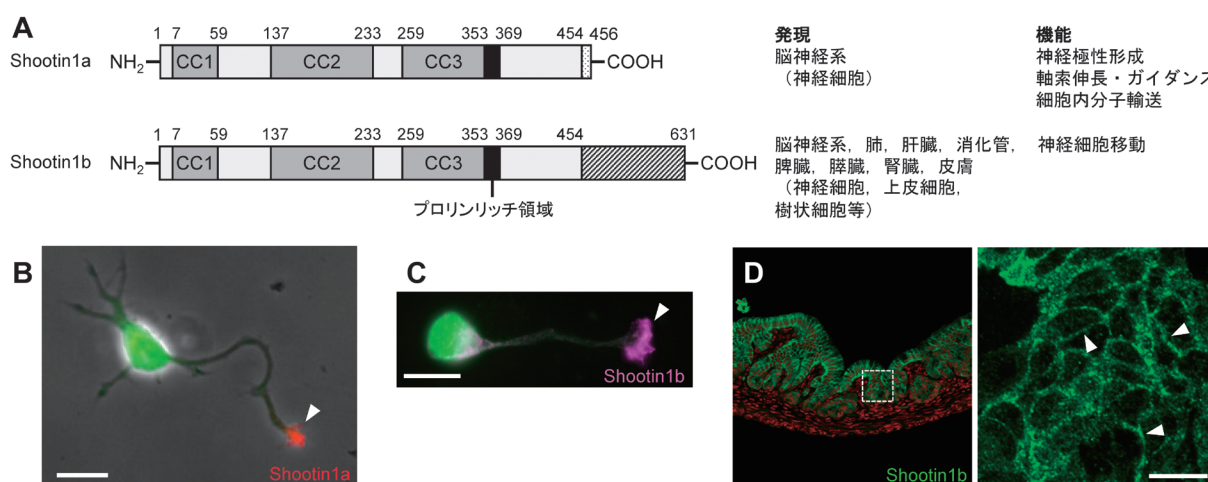 A
1 7 59 137 233 259 353 369 454 456
Shootin1a NH2 CC1 CC2 CC3 COOH
発現
脳神経系
（神経細胞）
機能
神経極性形成
軸索伸長・ガイダンス
細胞内分子輸送
1 7 59 137 233 259 353 369 454 631
Shootin1b NH2 CC1 CC2 CC3 COOH
プロリンリッチ領域
脳神経系，肺，肝臓，消化管，
脾臓，膵臓，腎臓，皮膚
（神経細胞，上皮細胞，
樹状細胞等）
神経細胞移動
B
Shootin1a
C
Shootin1b
D
Shootin1b